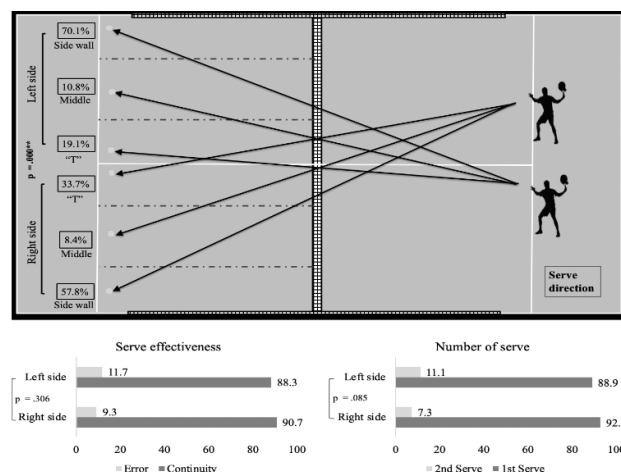 70.1%
Side wall
Left side
10.8%
Middle
19.1%
"T"
p = .000**
33.7%
"T"
Right side
8.4%
Middle
57.8%
Side wall
Serve
direction
Serve effectiveness
Left side
11.7
88.3
p = .306
Right side
9.3
90.7
0 20 40 60 80 100
Error Continuity
Number of serve
Left side
11.1
88.9
p = .085
Right side
7.3
92.
0 20 40 60 80 100
2nd Serve 1st Serve